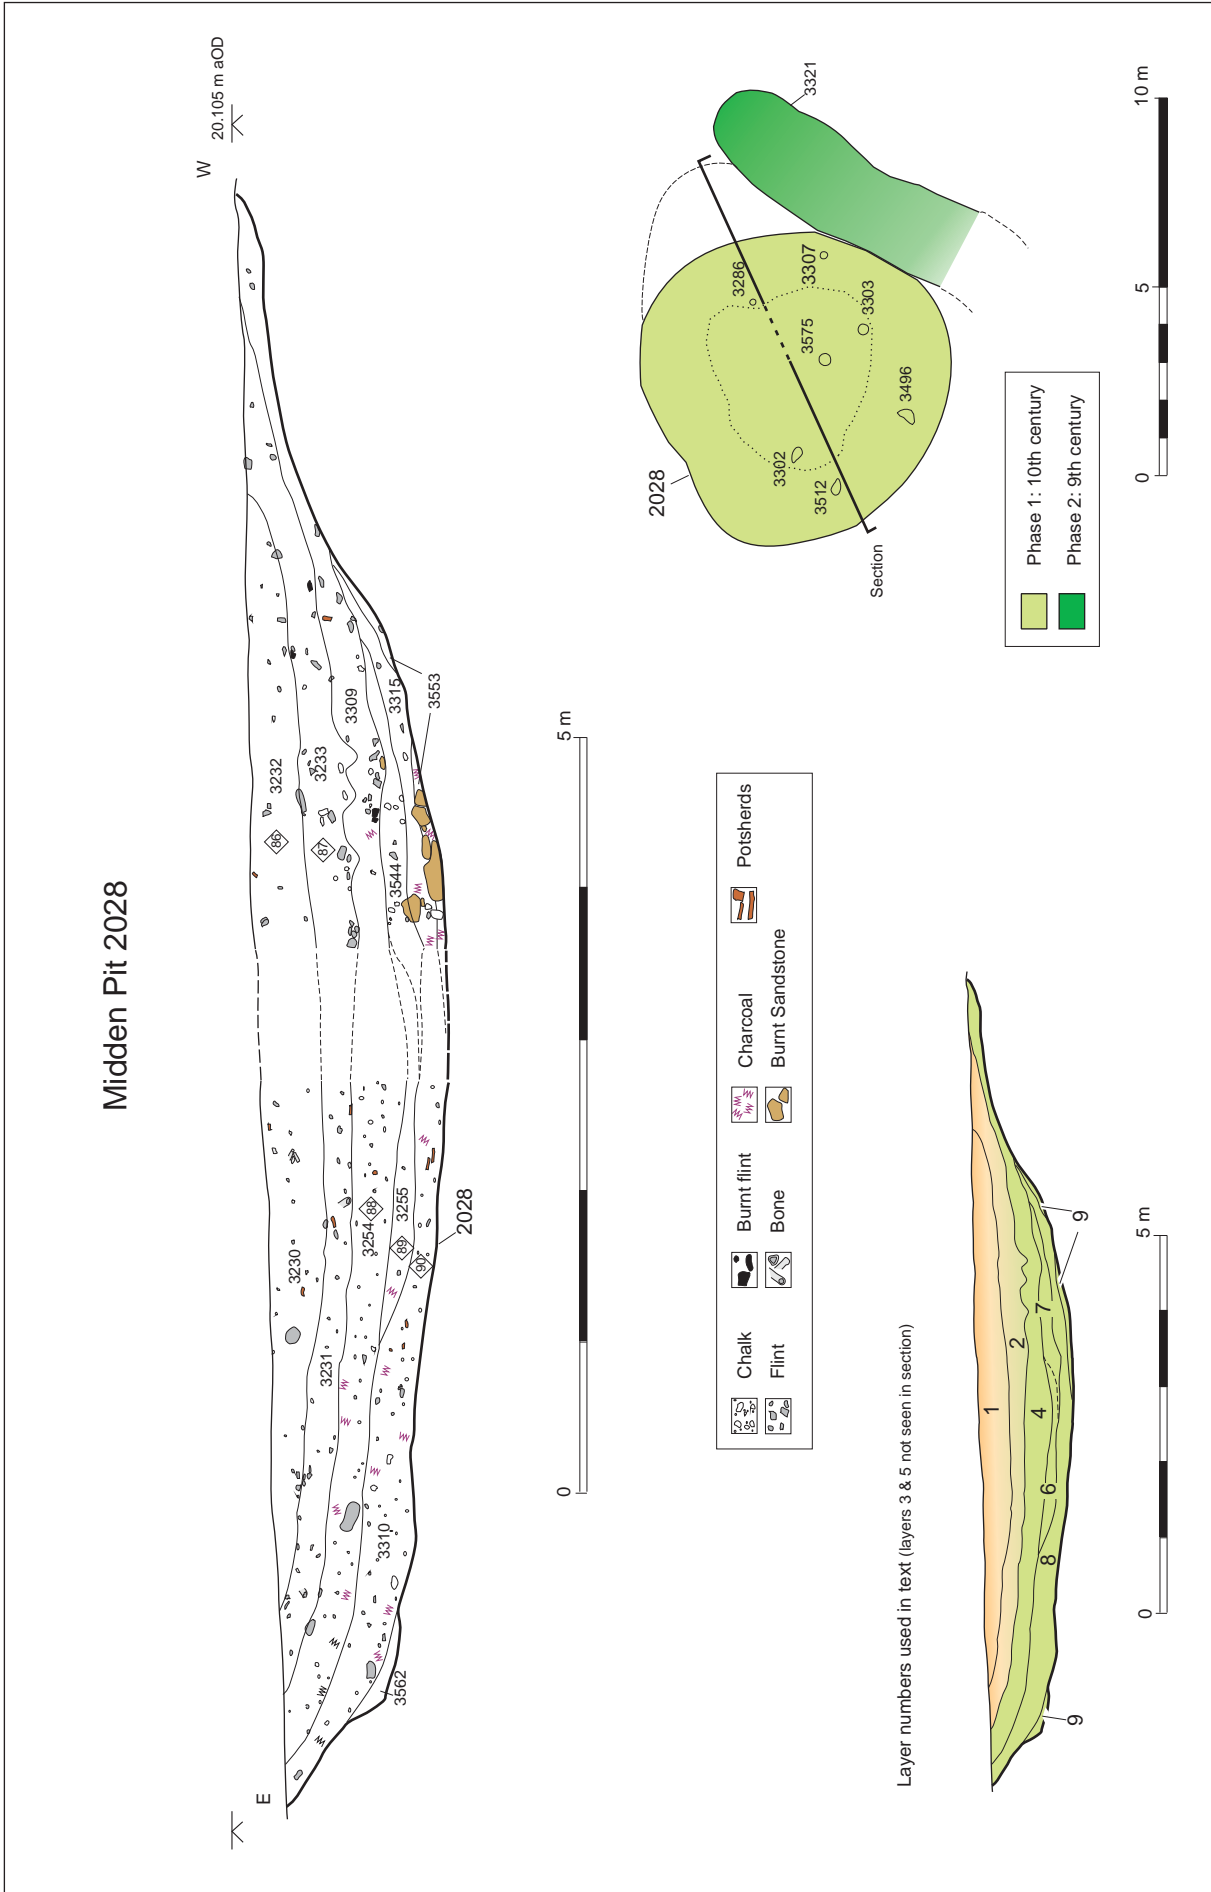 Midden Pit 2028
E
W
20.105 m aOD
3230
3231
3254
3255
3310
3562
2028
88
89
90
86
87
3232
3233
3309
3315
3544
3553
0
5 m
Chalk
Burnt flint
Charcoal
Potsherds
Flint
Bone
Burnt Sandstone
Layer numbers used in text (layers 3 & 5 not seen in section)
1
2
4
6
7
8
9
9
0
5 m
2028
Section
3512
3302
3496
3575
3303
3286
3307
3321
Phase 1: 10th century
Phase 2: 9th century
0
5
10 m